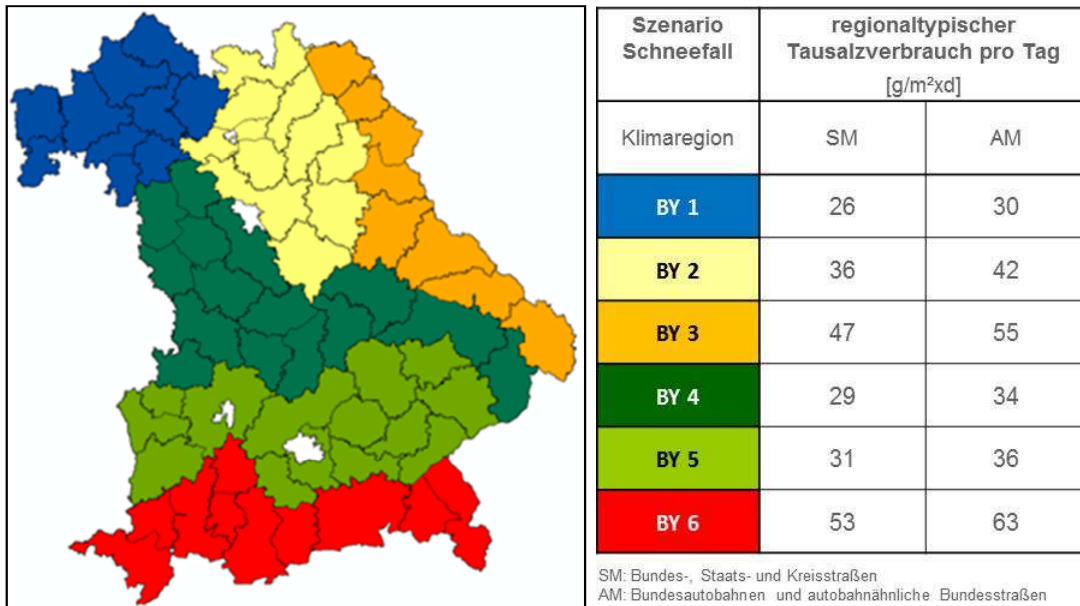 Szenario
Schneefall
regionaltypischer
Tausalzverbrauch pro Tag
[g/m²xd]
Klimaregion SM AM
BY 1 26 30
BY 2 36 42
BY 3 47 55
BY 4 29 34
BY 5 31 36
BY 6 53 63
SM: Bundes-, Staats- und Kreisstraßen
AM: Bundesautobahnen und autobahnähnliche Bundesstraßen